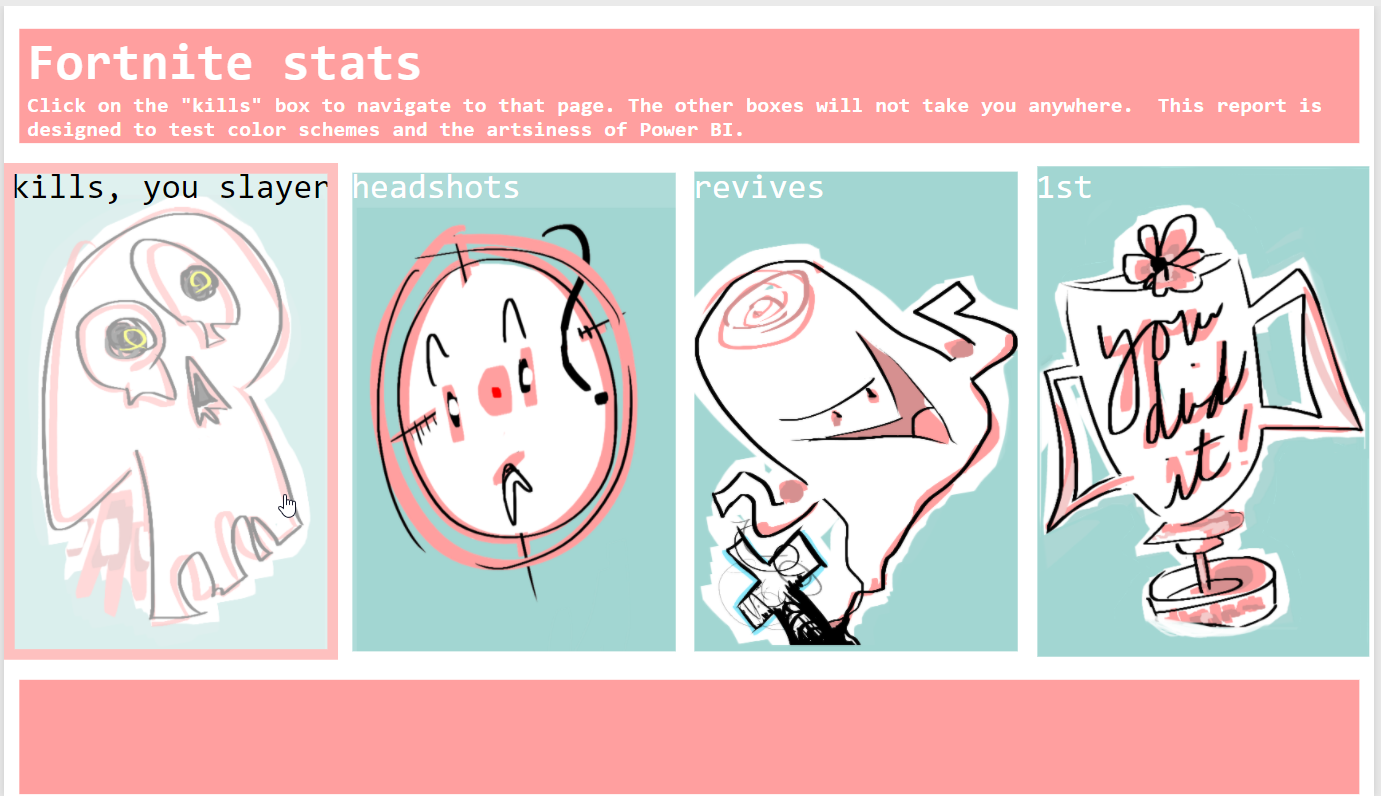 Fortnite stats
Click on the "kills" box to navigate to that page. The other boxes will not take you anywhere.  This report is
designed to test color schemes and the artsiness of Power BI.
kills, you slayer
headshots
revives
1st
you
did
it!